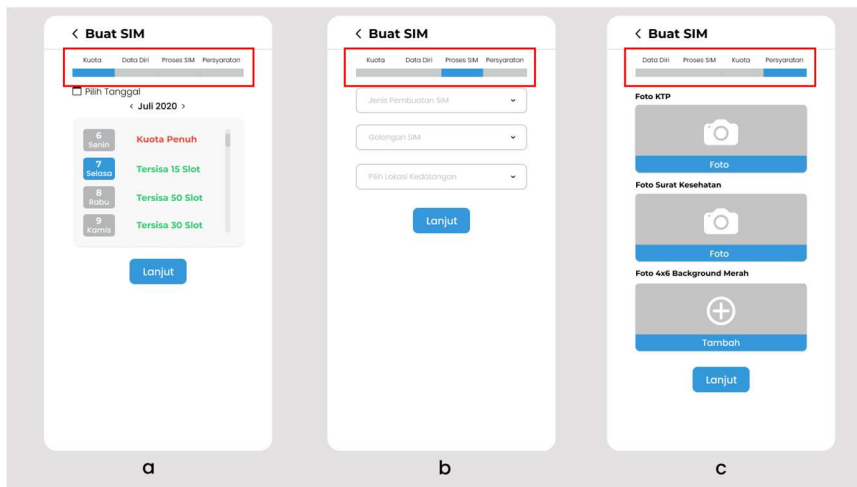 < Buat SIM
Kuota Data Diri Proses SIM Persyaratan
Pilih Tanggal
< Juli 2020 >
6
Senin
Kuota Penuh
7
Selasa
Tersisa 15 Slot
8
Rabu
Tersisa 50 Slot
9
Kamis
Tersisa 30 Slot
Lanjut
a
< Buat SIM
Kuota Data Diri Proses SIM Persyaratan
Jenis Pembuatan SIM
Golongan SIM
Pilih Lokasi Kedatangan
Lanjut
b
< Buat SIM
Data Diri Proses SIM Kuota Persyaratan
Foto KTP
Foto
Foto Surat Kesehatan
Foto
Foto 4x6 Background Merah
Tambah
Lanjut
c